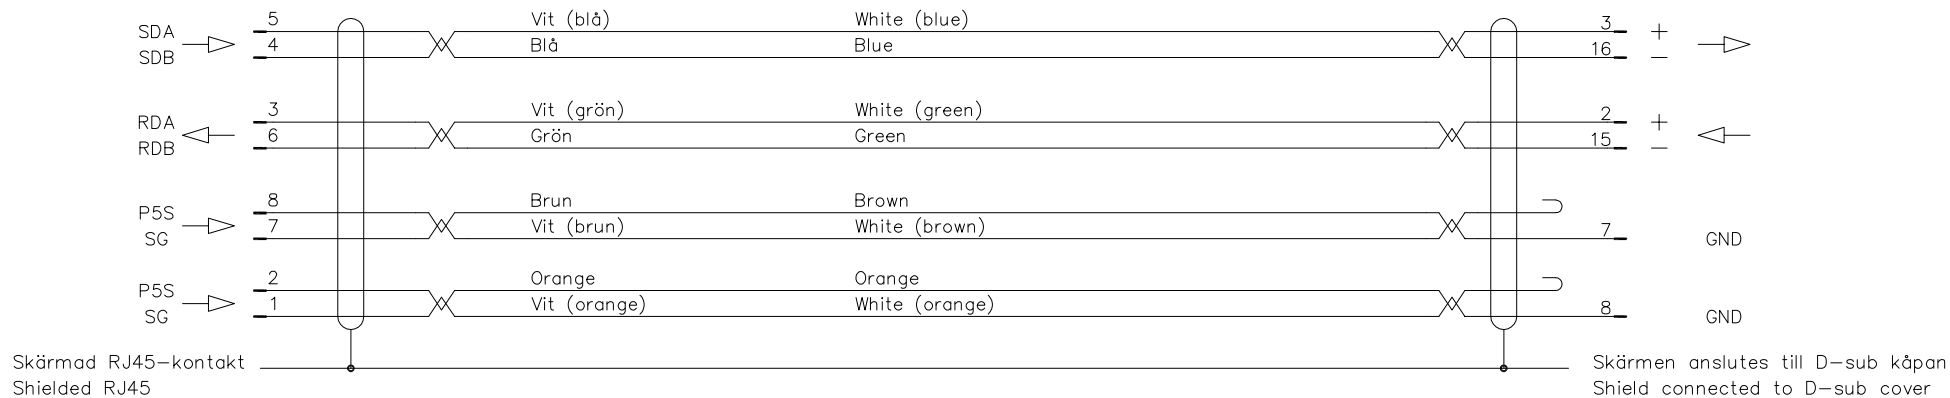 5 Vit (blå) White (blue) 3 +
SDA
4 Blå Blue 16 −
SDB
3 Vit (grön) White (green) 2 +
RDA
6 Grön Green 15 −
RDB
8 Brun Brown
P5S
7 Vit (brun) White (brown) 7 GND
SG
2 Orange Orange
P5S
1 Vit (orange) White (orange) 8 GND
SG
Skärmad RJ45−kontakt Skärmen anslutes till D−sub kåpan
Shielded RJ45 Shield connected to D−sub cover